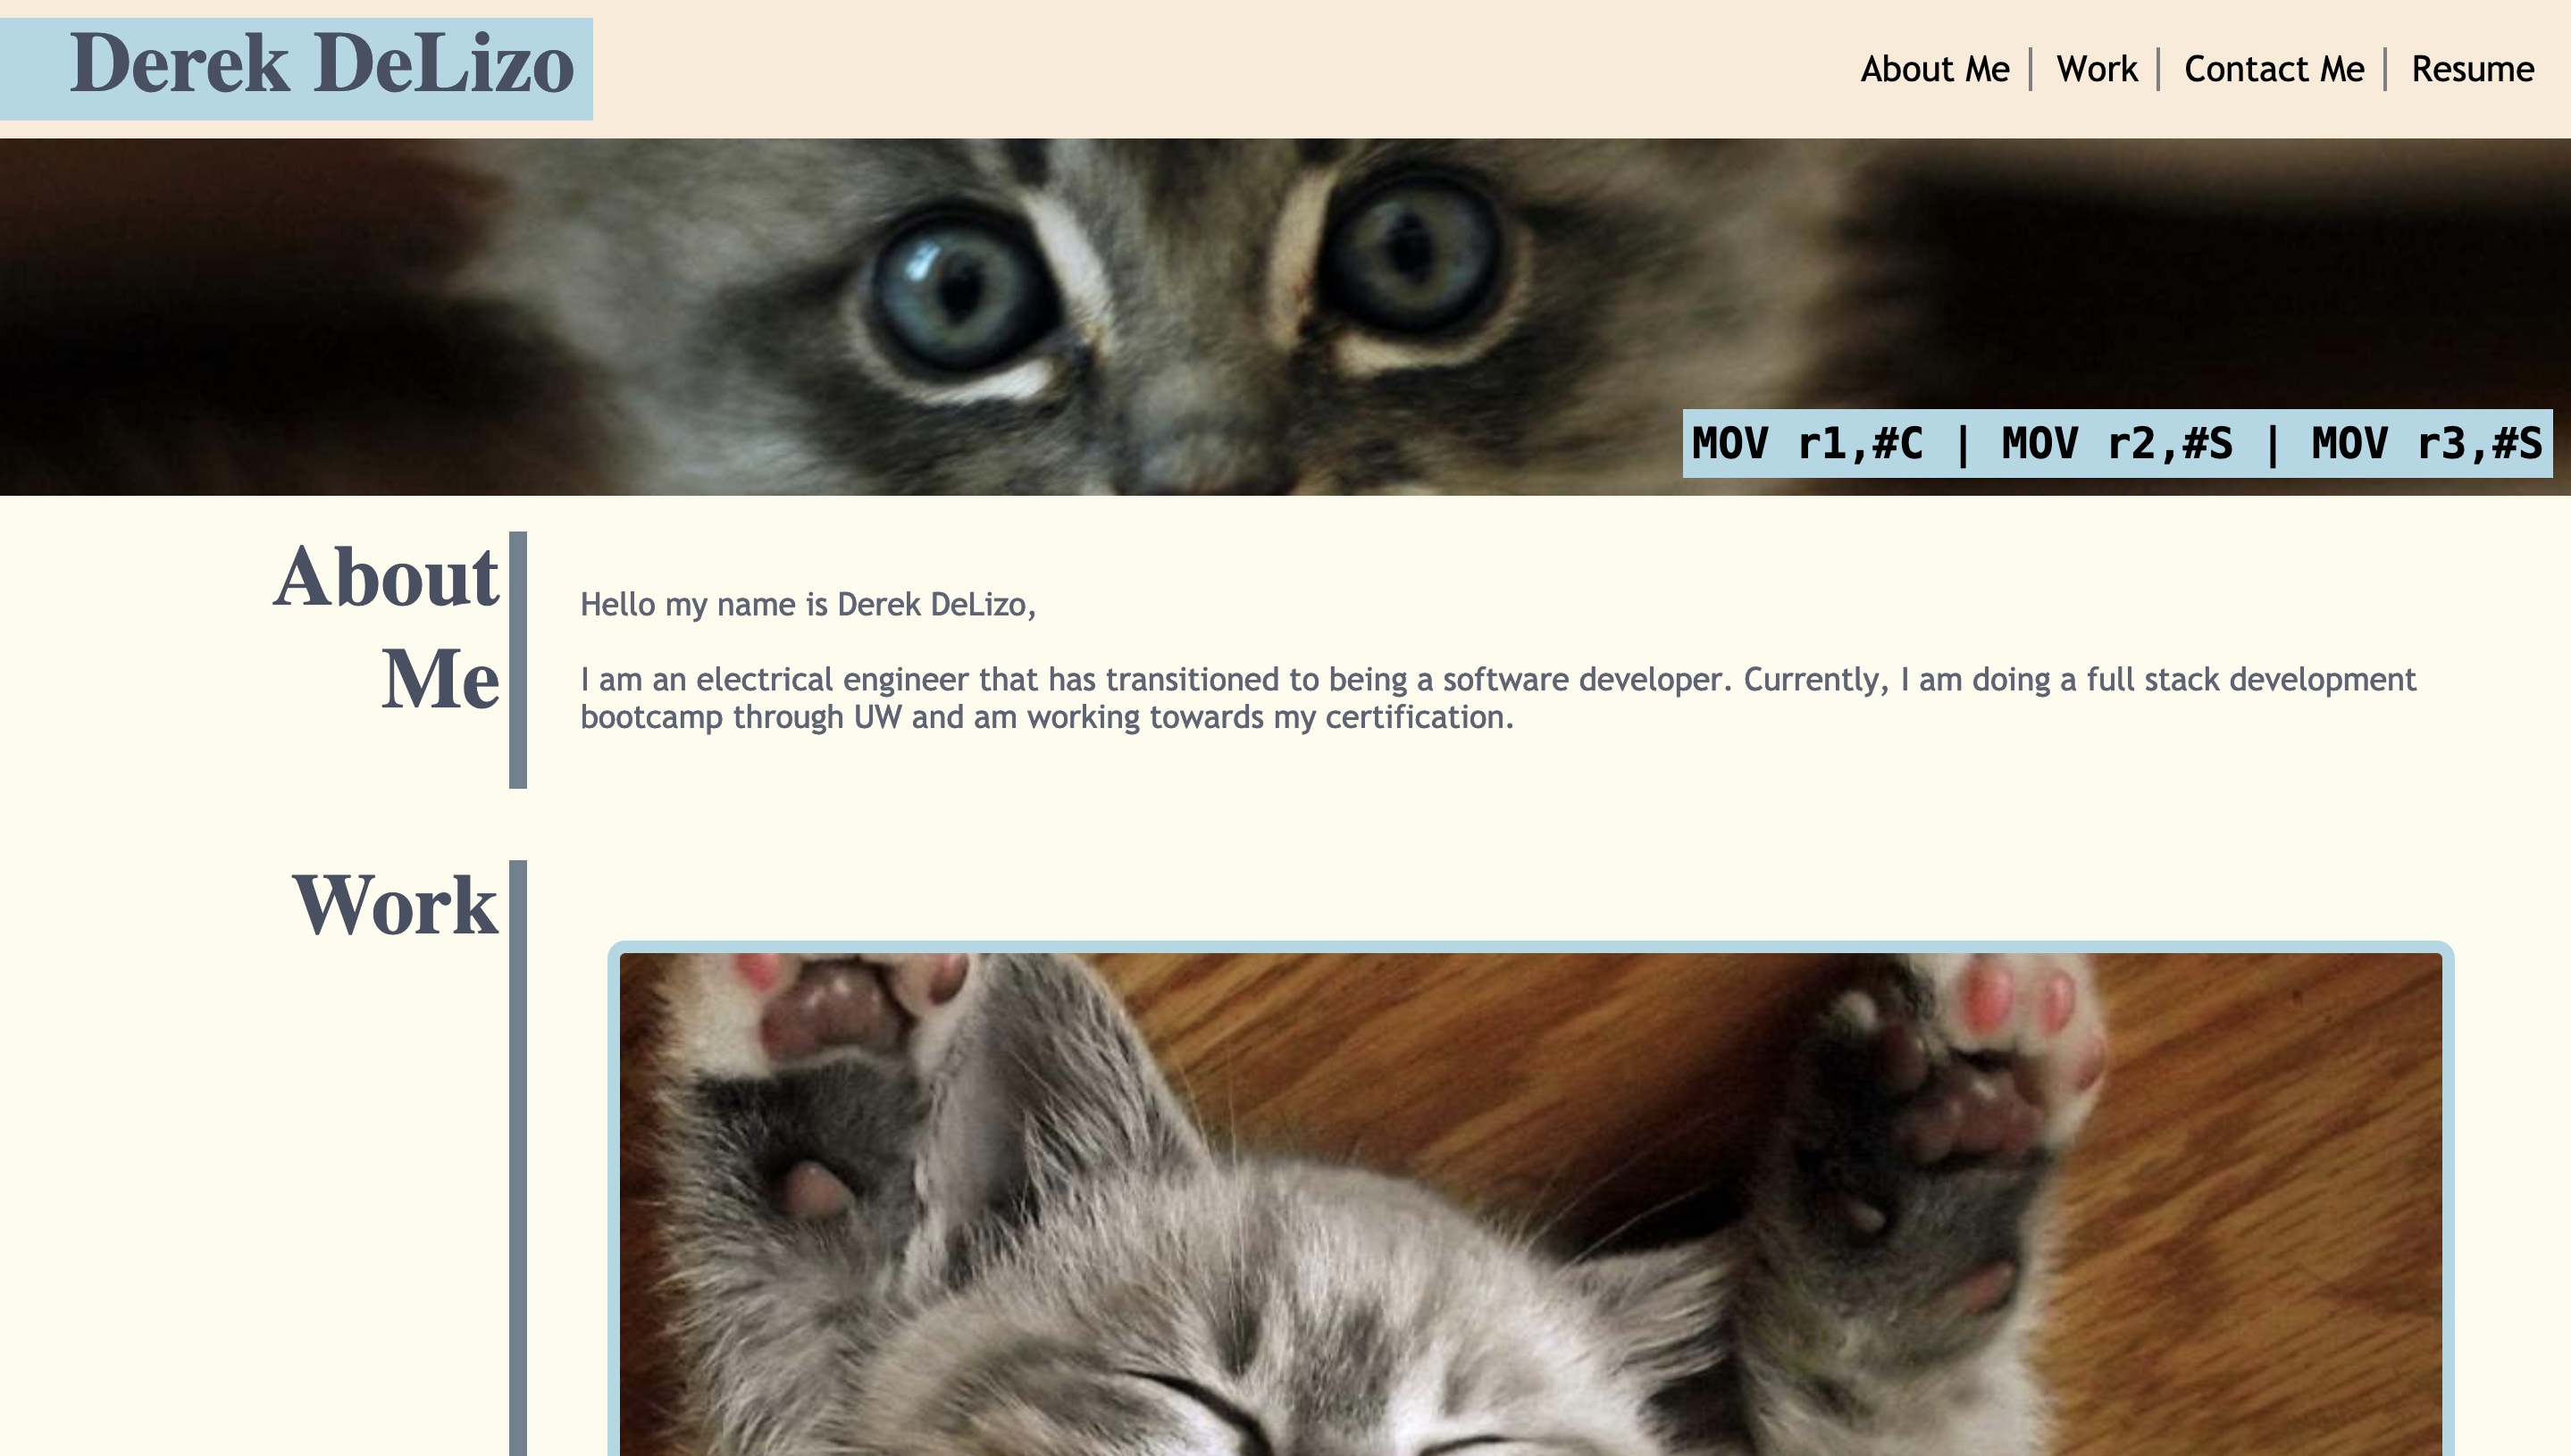 Derek DeLizo
About Me | Work | Contact Me | Resume
MOV r1,#C | MOV r2,#S | MOV r3,#S
About
Me
Hello my name is Derek DeLizo,
I am an electrical engineer that has transitioned to being a software developer. Currently, I am doing a full stack development
bootcamp through UW and am working towards my certification.
Work